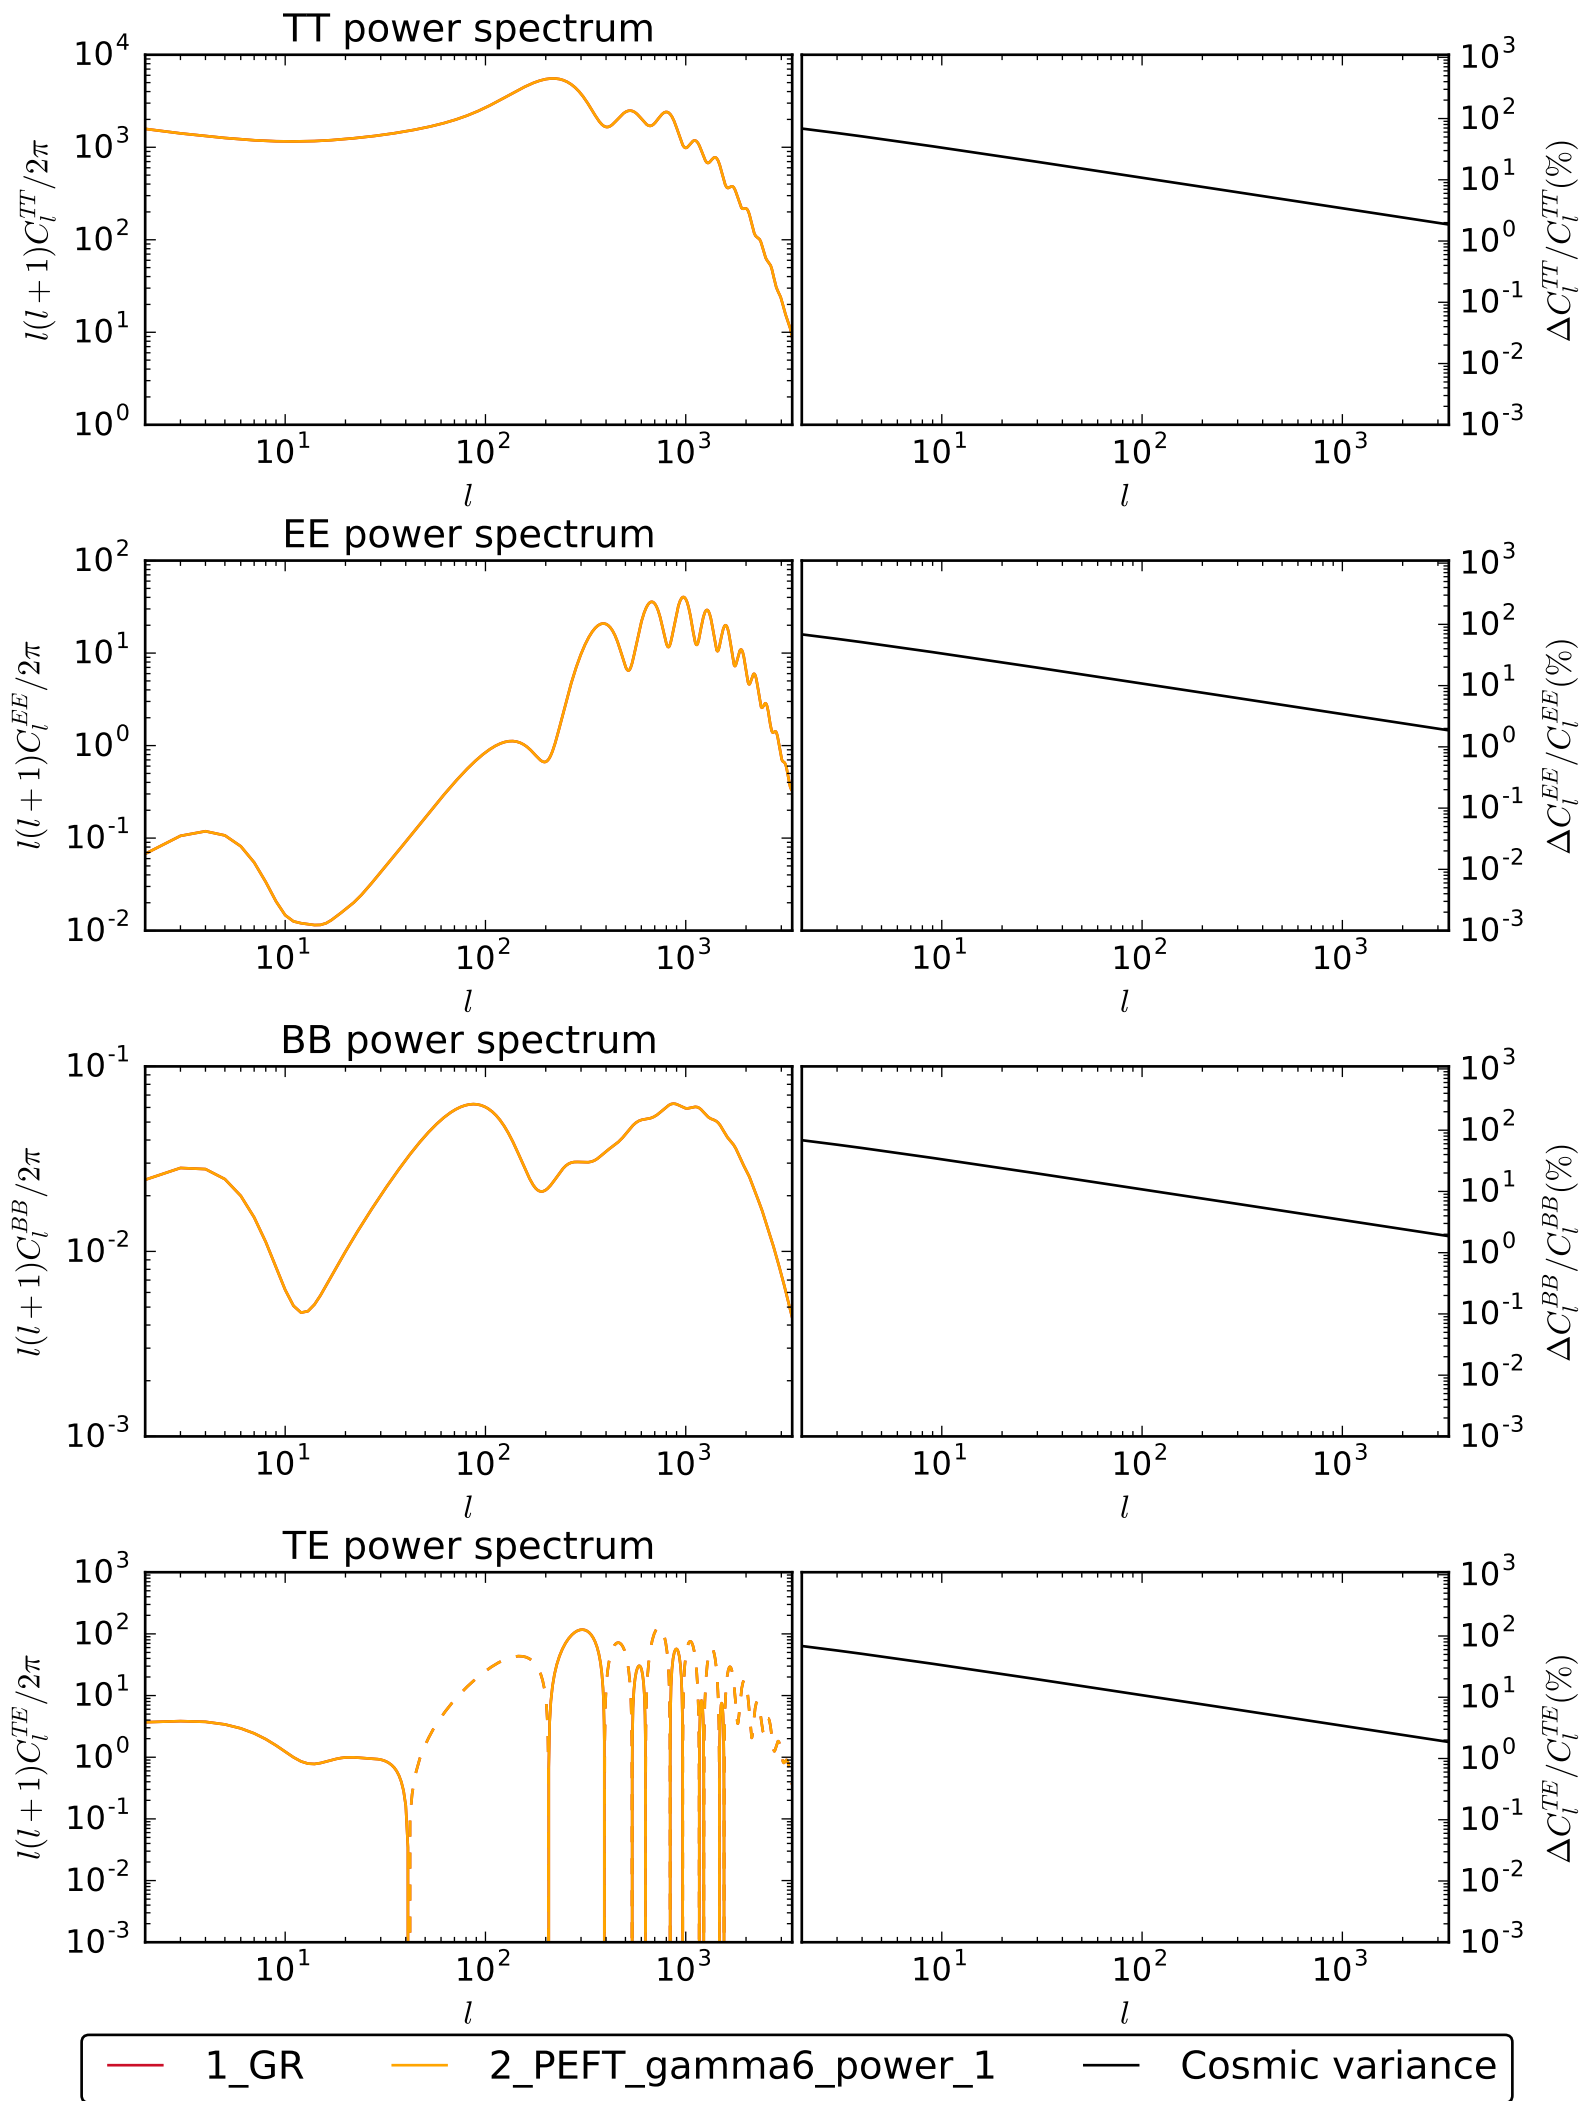 TT power spectrum
10^4
10^3
10^2
10^1
10^0
l(l+1)C_l^{TT}/2π
10^1 10^2 10^3
l
10^3
10^2
10^1
10^0
10^-1
10^-2
10^-3
ΔC_l^{TT}/C_l^{TT}(%)
10^1 10^2 10^3
l
EE power spectrum
10^2
10^1
10^0
10^-1
10^-2
l(l+1)C_l^{EE}/2π
10^1 10^2 10^3
l
10^3
10^2
10^1
10^0
10^-1
10^-2
10^-3
ΔC_l^{EE}/C_l^{EE}(%)
10^1 10^2 10^3
l
BB power spectrum
10^-1
10^-2
10^-3
l(l+1)C_l^{BB}/2π
10^1 10^2 10^3
l
10^3
10^2
10^1
10^0
10^-1
10^-2
10^-3
ΔC_l^{BB}/C_l^{BB}(%)
10^1 10^2 10^3
l
TE power spectrum
10^3
10^2
10^1
10^0
10^-1
10^-2
10^-3
l(l+1)C_l^{TE}/2π
10^1 10^2 10^3
l
10^3
10^2
10^1
10^0
10^-1
10^-2
10^-3
ΔC_l^{TE}/C_l^{TE}(%)
10^1 10^2 10^3
l
1_GR 2_PEFT_gamma6_power_1 Cosmic variance